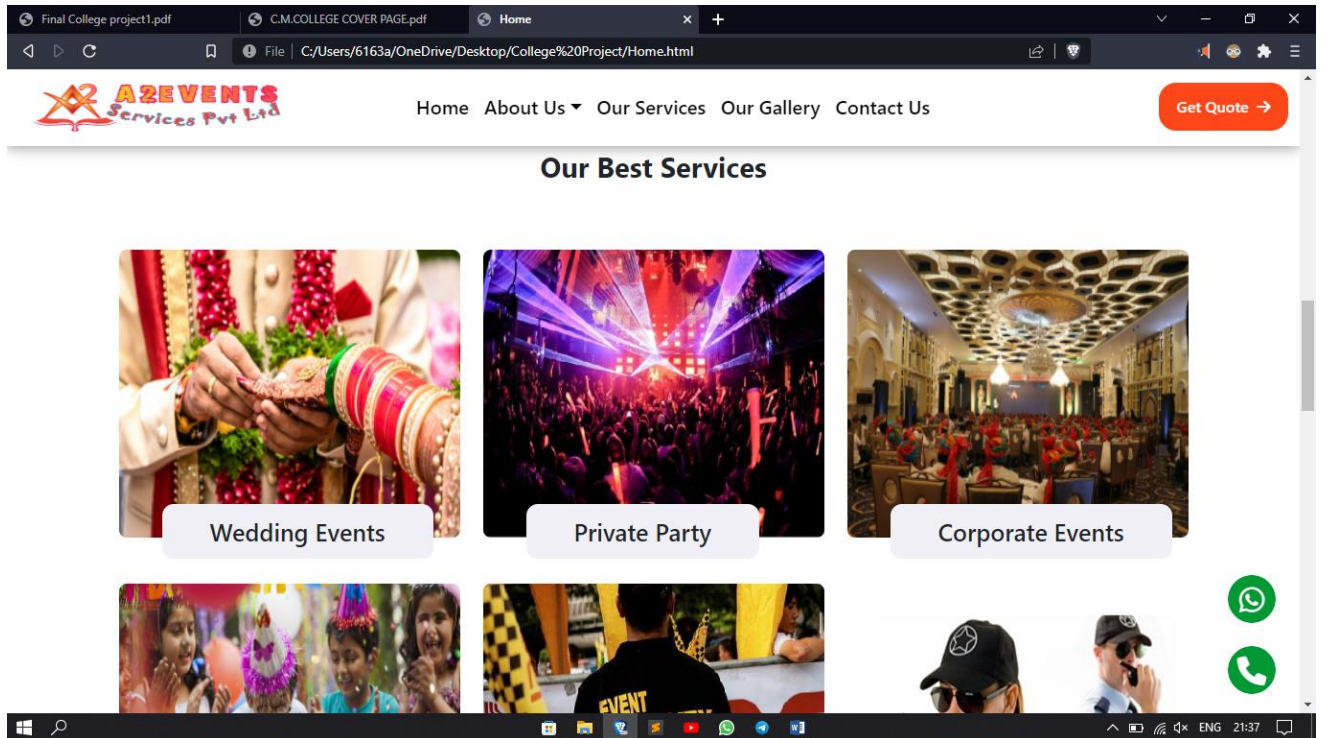 Final College project1.pdf
C.M.COLLEGE COVER PAGE.pdf
Home
File
C:/Users/6163a/OneDrive/Desktop/College%20Project/Home.html
A2EVENTS
Services Pvt Ltd
Home About Us Our Services Our Gallery Contact Us
Get Quote →
Our Best Services
Wedding Events
Private Party
Corporate Events
EVENT
ENG 21:37